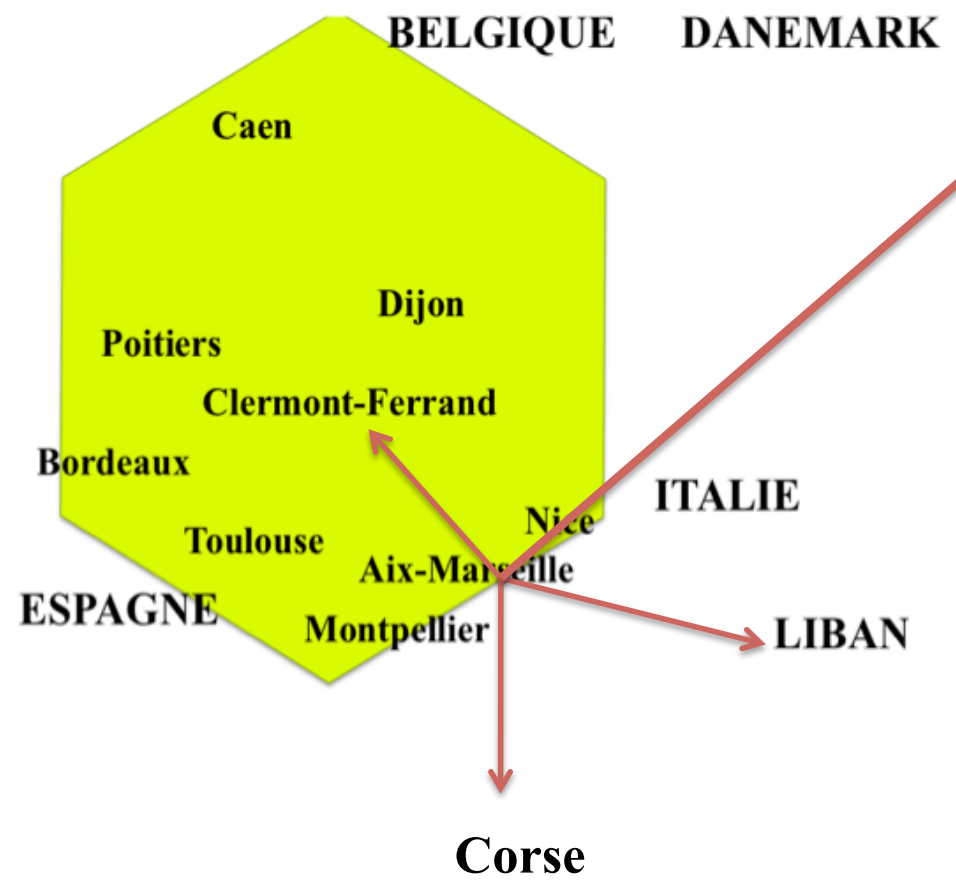 BELGIQUE DANEMARK
Caen
Dijon
Poitiers
Clermont-Ferrand
Bordeaux
ITALIE
Nice
Toulouse
Aix-Marseille
ESPAGNE
Montpellier
LIBAN
Corse